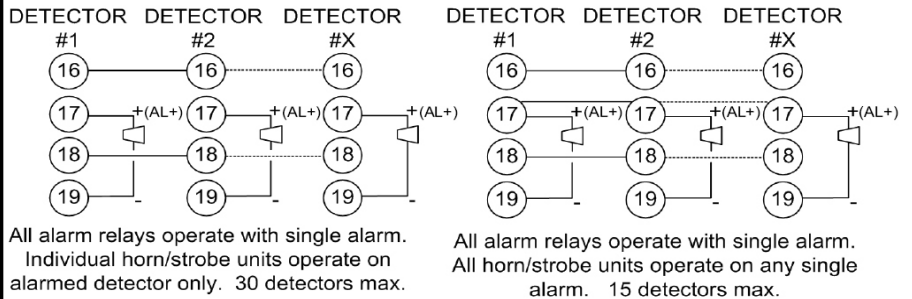 DETECTOR DETECTOR DETECTOR
#1 #2 #X
16 16 16
17 +(AL+) 17 +(AL+) 17 +(AL+)
18 18 18
19 - 19 - 19 -
All alarm relays operate with single alarm.
Individual horn/strobe units operate on
alarmed detector only. 30 detectors max.
DETECTOR DETECTOR DETECTOR
#1 #2 #X
16 16 16
17 +(AL+) 17 +(AL+) 17 +(AL+)
18 18 18
19 - 19 - 19 -
All alarm relays operate with single alarm.
All horn/strobe units operate on any single
alarm. 15 detectors max.